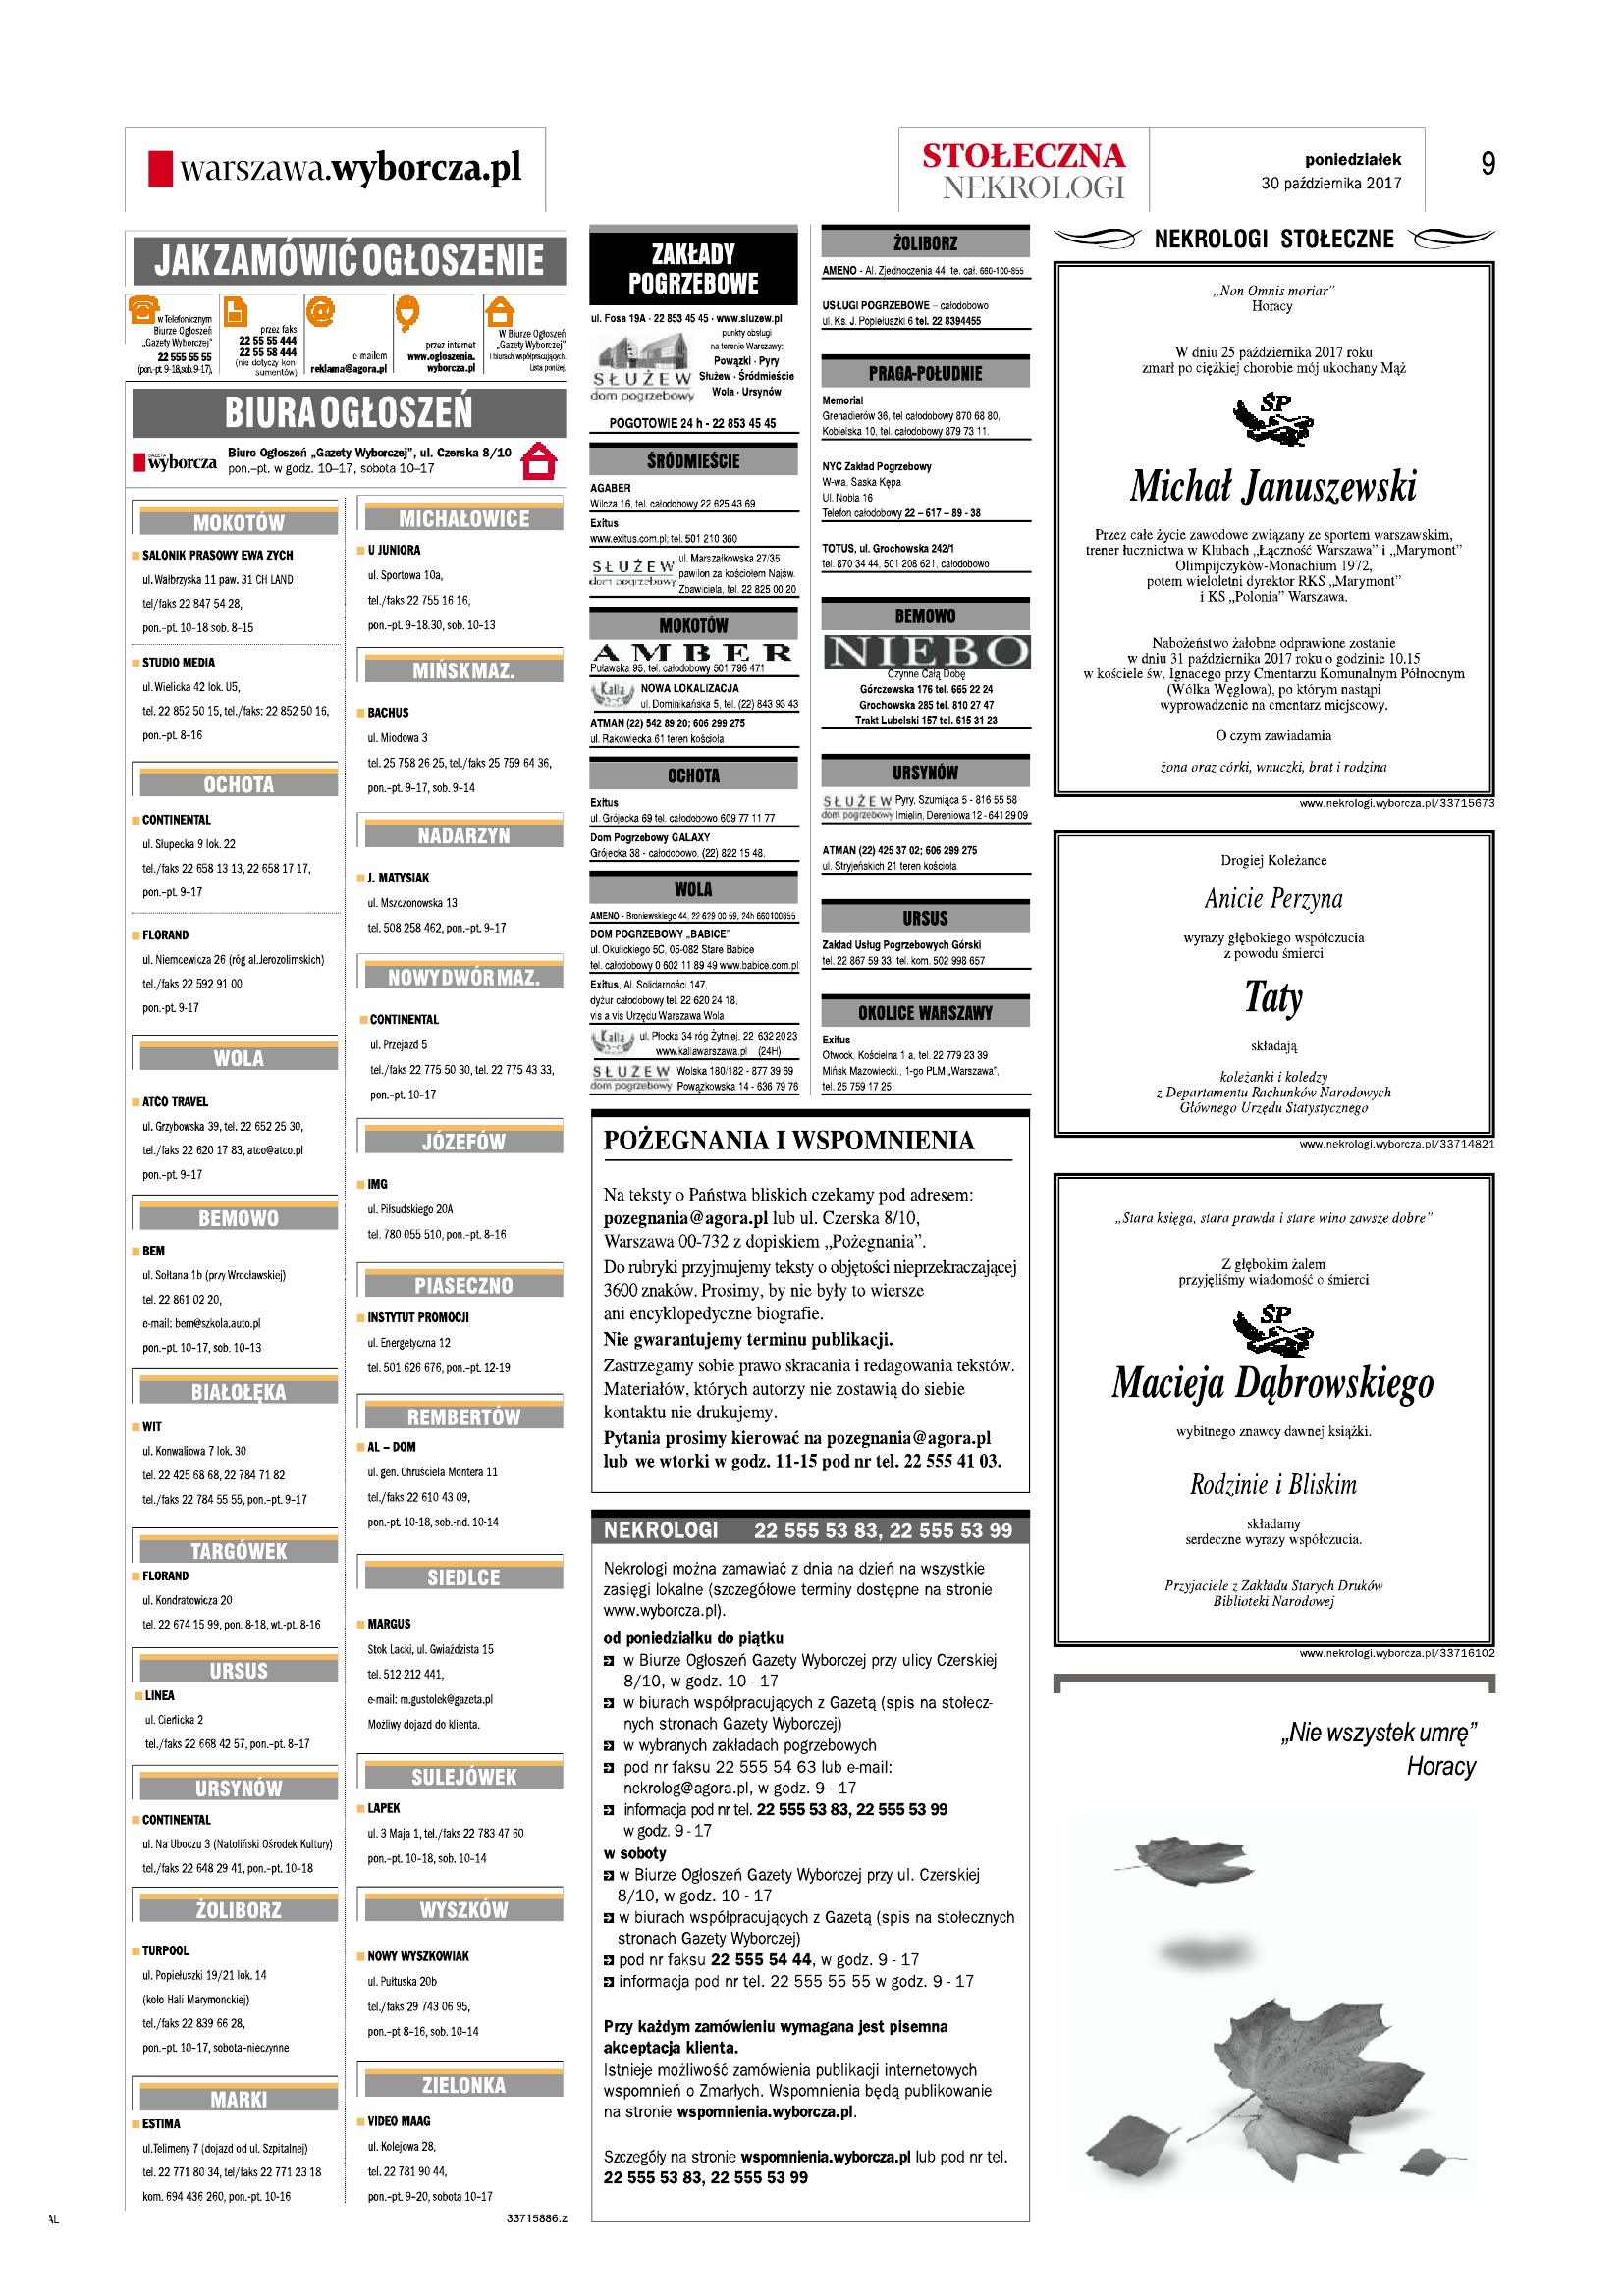 warszawa.wyborcza.pl
STOŁECZNA
NEKROLOGI
poniedziałek
30 października 2017
9
JAK ZAMÓWIĆ OGŁOSZENIE
w Telefonicznym
Biurze Ogłoszeń
„Gazety Wyborczej”
22 555 55 55
(pon.-pt. 9-18,sob.9-17),
przez faks
22 55 55 444
22 55 58 444
(nie dotyczy kon-
sumentów)
e-mailem
reklama@agora.pl
przez internet
www.ogloszenia.
wyborcza.pl
W Biurze Ogłoszeń
„Gazety Wyborczej”
i biurach współpracujących.
Lista poniżej.
BIURA OGŁOSZEŃ
GAZETA
wyborcza
Biuro Ogłoszeń „Gazety Wyborczej”, ul. Czerska 8/10
pon.–pt. w godz. 10–17, sobota 10–17
MOKOTÓW
SALONIK PRASOWY EWA ZYCH
ul. Wałbrzyska 11 paw. 31 CH LAND
tel/faks 22 847 54 28,
pon.-pt. 10-18 sob. 8-15
STUDIO MEDIA
ul. Wielicka 42 lok. U5,
tel. 22 852 50 15, tel./faks: 22 852 50 16,
pon.-pt. 8-16
OCHOTA
CONTINENTAL
ul. Słupecka 9 lok. 22
tel./faks 22 658 13 13, 22 658 17 17,
pon.-pt. 9-17
FLORAND
ul. Niemcewicza 26 (róg al.Jerozolimskich)
tel./faks 22 592 91 00
pon.-pt. 9-17
WOLA
ATCO TRAVEL
ul. Grzybowska 39, tel. 22 652 25 30,
tel./faks 22 620 17 83, atco@atco.pl
pon.-pt. 9-17
BEMOWO
BEM
ul. Sołtana 1b (przy Wrocławskiej)
tel. 22 861 02 20,
e-mail: bem@szkola.auto.pl
pon.-pt. 10-17, sob. 10-13
BIAŁOŁĘKA
WIT
ul. Konwaliowa 7 lok. 30
tel. 22 425 68 68, 22 784 71 82
tel./faks 22 784 55 55, pon.-pt. 9-17
TARGÓWEK
FLORAND
ul. Kondratowicza 20
tel. 22 674 15 99, pon. 8-18, wt.-pt. 8-16
URSUS
LINEA
ul. Cierlicka 2
tel./faks 22 668 42 57, pon.-pt. 8-17
URSYNÓW
CONTINENTAL
ul. Na Uboczu 3 (Natoliński Ośrodek Kultury)
tel./faks 22 648 29 41, pon.-pt. 10-18
ŻOLIBORZ
TURPOOL
ul. Popiełuszki 19/21 lok. 14
(koło Hali Marymonckiej)
tel./faks 22 839 66 28,
pon.-pt. 10-17, sobota-nieczynne
MARKI
ESTIMA
ul.Telimeny 7 (dojazd od ul. Szpitalnej)
tel. 22 771 80 34, tel/faks 22 771 23 18
kom. 694 436 260, pon.-pt. 10-16
MICHAŁOWICE
U JUNIORA
ul. Sportowa 10a,
tel./faks 22 755 16 16,
pon.-pt. 9-18.30, sob. 10-13
MIŃSK MAZ.
BACHUS
ul. Miodowa 3
tel. 25 758 26 25, tel./faks 25 759 64 36,
pon.-pt. 9-17, sob. 9-14
NADARZYN
J. MATYSIAK
ul. Mszczonowska 13
tel. 508 258 462, pon.-pt. 9-17
NOWY DWÓR MAZ.
CONTINENTAL
ul. Przejazd 5
tel./faks 22 775 50 30, tel. 22 775 43 33,
pon.-pt. 10-17
JÓZEFÓW
IMG
ul. Piłsudskiego 20A
tel. 780 055 510, pon.-pt. 8-16
PIASECZNO
INSTYTUT PROMOCJI
ul. Energetyczna 12
tel. 501 626 676, pon.-pt. 12-19
REMBERTÓW
AL – DOM
ul. gen. Chruściela Montera 11
tel./faks 22 610 43 09,
pon.-pt. 10-18, sob.-nd. 10-14
SIEDLCE
MARGUS
Stok Lacki, ul. Gwiaździsta 15
tel. 512 212 441,
e-mail: m.gustolek@gazeta.pl
Możliwy dojazd do klienta.
SULEJÓWEK
LAPEK
ul. 3 Maja 1, tel./faks 22 783 47 60
pon.-pt. 10-18, sob. 10-14
WYSZKÓW
NOWY WYSZKOWIAK
ul. Pułtuska 20b
tel./faks 29 743 06 95,
pon.-pt 8-16, sob. 10-14
ZIELONKA
VIDEO MAAG
ul. Kolejowa 28,
tel. 22 781 90 44,
pon.-pt. 9-20, sobota 10-17
33715886.z
ZAKŁADY
POGRZEBOWE
ul. Fosa 19A · 22 853 45 45 · www.sluzew.pl
punkty obsługi
na terenie Warszawy:
Powązki · Pyry
Służew · Śródmieście
Wola · Ursynów
SŁUŻEW
dom pogrzebowy
POGOTOWIE 24 h - 22 853 45 45
ŚRÓDMIEŚCIE
AGABER
Wilcza 16, tel. całodobowy 22 625 43 69
Exitus
www.exitus.com.pl; tel. 501 210 360
SŁUŻEW
dom pogrzebowy
ul. Marszałkowska 27/35
pawilon za kościołem Najśw.
Zbawiciela, tel. 22 825 00 20
MOKOTÓW
AMBER
Puławska 95, tel. całodobowy 501 796 471
Kalla
NOWA LOKALIZACJA
ul. Dominikańska 5, tel. (22) 843 93 43
ATMAN (22) 542 89 20; 606 299 275
ul. Rakowiecka 61 teren kościoła
OCHOTA
Exitus
ul. Grójecka 69 tel. całodobowo 609 77 11 77
Dom Pogrzebowy GALAXY
Grójecka 38 - całodobowo, (22) 822 15 48.
WOLA
AMENO - Broniewskiego 44, 22 629 00 59, 24h 660100855
DOM POGRZEBOWY „BABICE”
ul. Okulickiego 5C, 05-082 Stare Babice
tel. całodobowy 0 602 11 89 49 www.babice.com.pl
Exitus, Al. Solidarności 147,
dyżur całodobowy tel. 22 620 24 18,
vis a vis Urzędu Warszawa Wola
Kalla
ul. Płocka 34 róg Żytniej, 22 632 20 23
www.kallawarszawa.pl (24H)
SŁUŻEW
dom pogrzebowy
Wolska 180/182 - 877 39 69
Powązkowska 14 - 636 79 76
ŻOLIBORZ
AMENO - Al. Zjednoczenia 44, te. cał. 660-100-855
USŁUGI POGRZEBOWE – całodobowo
ul. Ks. J. Popiełuszki 6 tel. 22 8394455
PRAGA-POŁUDNIE
Memorial
Grenadierów 36, tel całodobowy 870 68 80,
Kobielska 10, tel. całodobowy 879 73 11.
NYC Zakład Pogrzebowy
W-wa, Saska Kępa
Ul. Nobla 16
Telefon całodobowy 22 – 617 – 89 - 38
TOTUS, ul. Grochowska 242/1
tel. 870 34 44, 501 208 621, całodobowo
BEMOWO
NIEBO
Czynne Całą Dobę
Górczewska 176 tel. 665 22 24
Grochowska 285 tel. 810 27 47
Trakt Lubelski 157 tel. 615 31 23
URSYNÓW
SŁUŻEW
dom pogrzebowy
Pyry, Szumiąca 5 - 816 55 58
Imielin, Dereniowa 12 - 641 29 09
ATMAN (22) 425 37 02; 606 299 275
ul. Stryjeńskich 21 teren kościoła
URSUS
Zakład Usług Pogrzebowych Górski
tel. 22 867 59 33, tel. kom. 502 998 657
OKOLICE WARSZAWY
Exitus
Otwock, Kościelna 1 a, tel. 22 779 23 39
Mińsk Mazowiecki., 1-go PLM „Warszawa”,
tel. 25 759 17 25
POŻEGNANIA I WSPOMNIENIA
Na teksty o Państwa bliskich czekamy pod adresem:
pozegnania@agora.pl lub ul. Czerska 8/10,
Warszawa 00-732 z dopiskiem „Pożegnania”.
Do rubryki przyjmujemy teksty o objętości nieprzekraczającej
3600 znaków. Prosimy, by nie były to wiersze
ani encyklopedyczne biografie.
Nie gwarantujemy terminu publikacji.
Zastrzegamy sobie prawo skracania i redagowania tekstów.
Materiałów, których autorzy nie zostawią do siebie
kontaktu nie drukujemy.
Pytania prosimy kierować na pozegnania@agora.pl
lub we wtorki w godz. 11-15 pod nr tel. 22 555 41 03.
NEKROLOGI 22 555 53 83, 22 555 53 99
Nekrologi można zamawiać z dnia na dzień na wszystkie
zasięgi lokalne (szczegółowe terminy dostępne na stronie
www.wyborcza.pl).
od poniedziałku do piątku
w Biurze Ogłoszeń Gazety Wyborczej przy ulicy Czerskiej
8/10, w godz. 10 - 17
w biurach współpracujących z Gazetą (spis na stołecz-
nych stronach Gazety Wyborczej)
w wybranych zakładach pogrzebowych
pod nr faksu 22 555 54 63 lub e-mail:
nekrolog@agora.pl, w godz. 9 - 17
informacja pod nr tel. 22 555 53 83, 22 555 53 99
w godz. 9 - 17
w soboty
w Biurze Ogłoszeń Gazety Wyborczej przy ul. Czerskiej
8/10, w godz. 10 - 17
w biurach współpracujących z Gazetą (spis na stołecznych
stronach Gazety Wyborczej)
pod nr faksu 22 555 54 44, w godz. 9 - 17
informacja pod nr tel. 22 555 55 55 w godz. 9 - 17
Przy każdym zamówieniu wymagana jest pisemna
akceptacja klienta.
Istnieje możliwość zamówienia publikacji internetowych
wspomnień o Zmarłych. Wspomnienia będą publikowanie
na stronie wspomnienia.wyborcza.pl.
Szczegóły na stronie wspomnienia.wyborcza.pl lub pod nr tel.
22 555 53 83, 22 555 53 99
NEKROLOGI STOŁECZNE
„Non Omnis moriar”
Horacy
W dniu 25 października 2017 roku
zmarł po ciężkiej chorobie mój ukochany Mąż
ŚP
Michał Januszewski
Przez całe życie zawodowe związany ze sportem warszawskim,
trener łucznictwa w Klubach „Łączność Warszawa” i „Marymont”
Olimpijczyków-Monachium 1972,
potem wieloletni dyrektor RKS „Marymont”
i KS „Polonia” Warszawa.
Nabożeństwo żałobne odprawione zostanie
w dniu 31 października 2017 roku o godzinie 10.15
w kościele św. Ignacego przy Cmentarzu Komunalnym Północnym
(Wólka Węglowa), po którym nastąpi
wyprowadzenie na cmentarz miejscowy.
O czym zawiadamia
żona oraz córki, wnuczki, brat i rodzina
www.nekrologi.wyborcza.pl/33715673
Drogiej Koleżance
Anicie Perzyna
wyrazy głębokiego współczucia
z powodu śmierci
Taty
składają
koleżanki i koledzy
z Departamentu Rachunków Narodowych
Głównego Urzędu Statystycznego
www.nekrologi.wyborcza.pl/33714821
„Stara księga, stara prawda i stare wino zawsze dobre”
Z głębokim żalem
przyjęliśmy wiadomość o śmierci
ŚP
Macieja Dąbrowskiego
wybitnego znawcy dawnej książki.
Rodzinie i Bliskim
składamy
serdeczne wyrazy współczucia.
Przyjaciele z Zakładu Starych Druków
Biblioteki Narodowej
www.nekrologi.wyborcza.pl/33716102
„Nie wszystek umrę”
Horacy